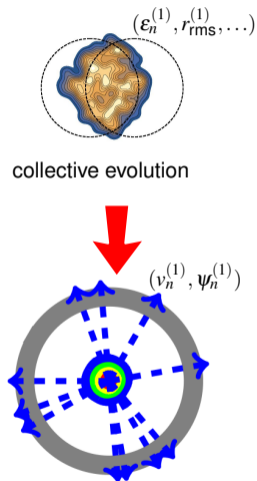 (ε_n^{(1)}, r_{rms}^{(1)}, ...)
collective evolution
(v_n^{(1)}, ψ_n^{(1)})